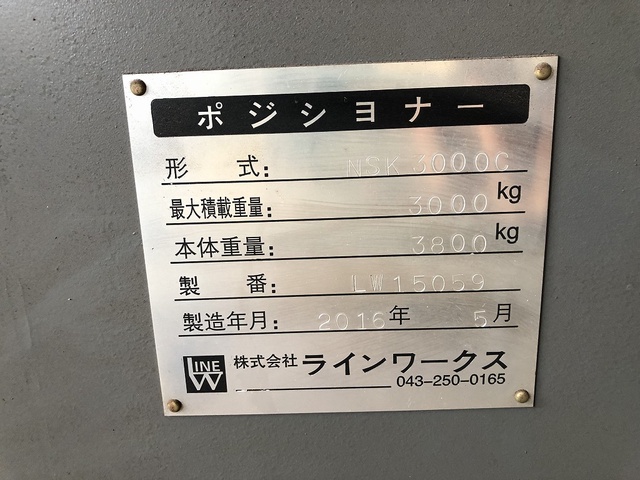 ポジショナー
形式: NSK 3000G
最大積載重量: 3000 kg
本体重量: 3800 kg
製番: LW15059
製造年月: 2016年 5月
LINE W 株式会社ラインワークス
043-250-0165